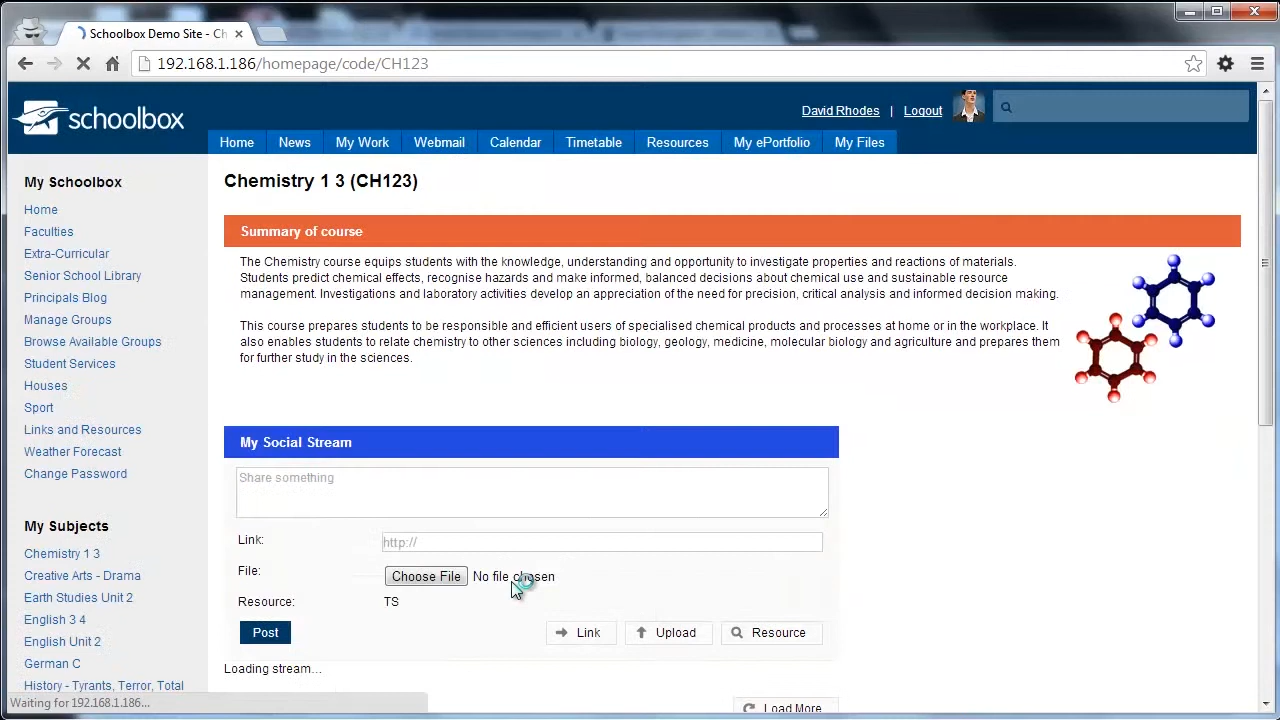 Schoolbox Demo Site - Ch
192.168.1.186/homepage/code/CH123
schoolbox
David Rhodes | Logout
Home News My Work Webmail Calendar Timetable Resources My ePortfolio My Files
My Schoolbox
Home
Faculties
Extra-Curricular
Senior School Library
Principals Blog
Manage Groups
Browse Available Groups
Student Services
Houses
Sport
Links and Resources
Weather Forecast
Change Password
My Subjects
Chemistry 1 3
Creative Arts - Drama
Earth Studies Unit 2
English 3 4
English Unit 2
German C
History - Tyrants, Terror, Total
Chemistry 1 3 (CH123)
Summary of course
The Chemistry course equips students with the knowledge, understanding and opportunity to investigate properties and reactions of materials.
Students predict chemical effects, recognise hazards and make informed, balanced decisions about chemical use and sustainable resource
management. Investigations and laboratory activities develop an appreciation of the need for precision, critical analysis and informed decision making.
This course prepares students to be responsible and efficient users of specialised chemical products and processes at home or in the workplace. It
also enables students to relate chemistry to other sciences including biology, geology, medicine, molecular biology and agriculture and prepares them
for further study in the sciences.
My Social Stream
Share something
Link: http://
File: Choose File No file chosen
Resource: TS
Post Link Upload Resource
Loading stream...
Load More
Waiting for 192.168.1.186...